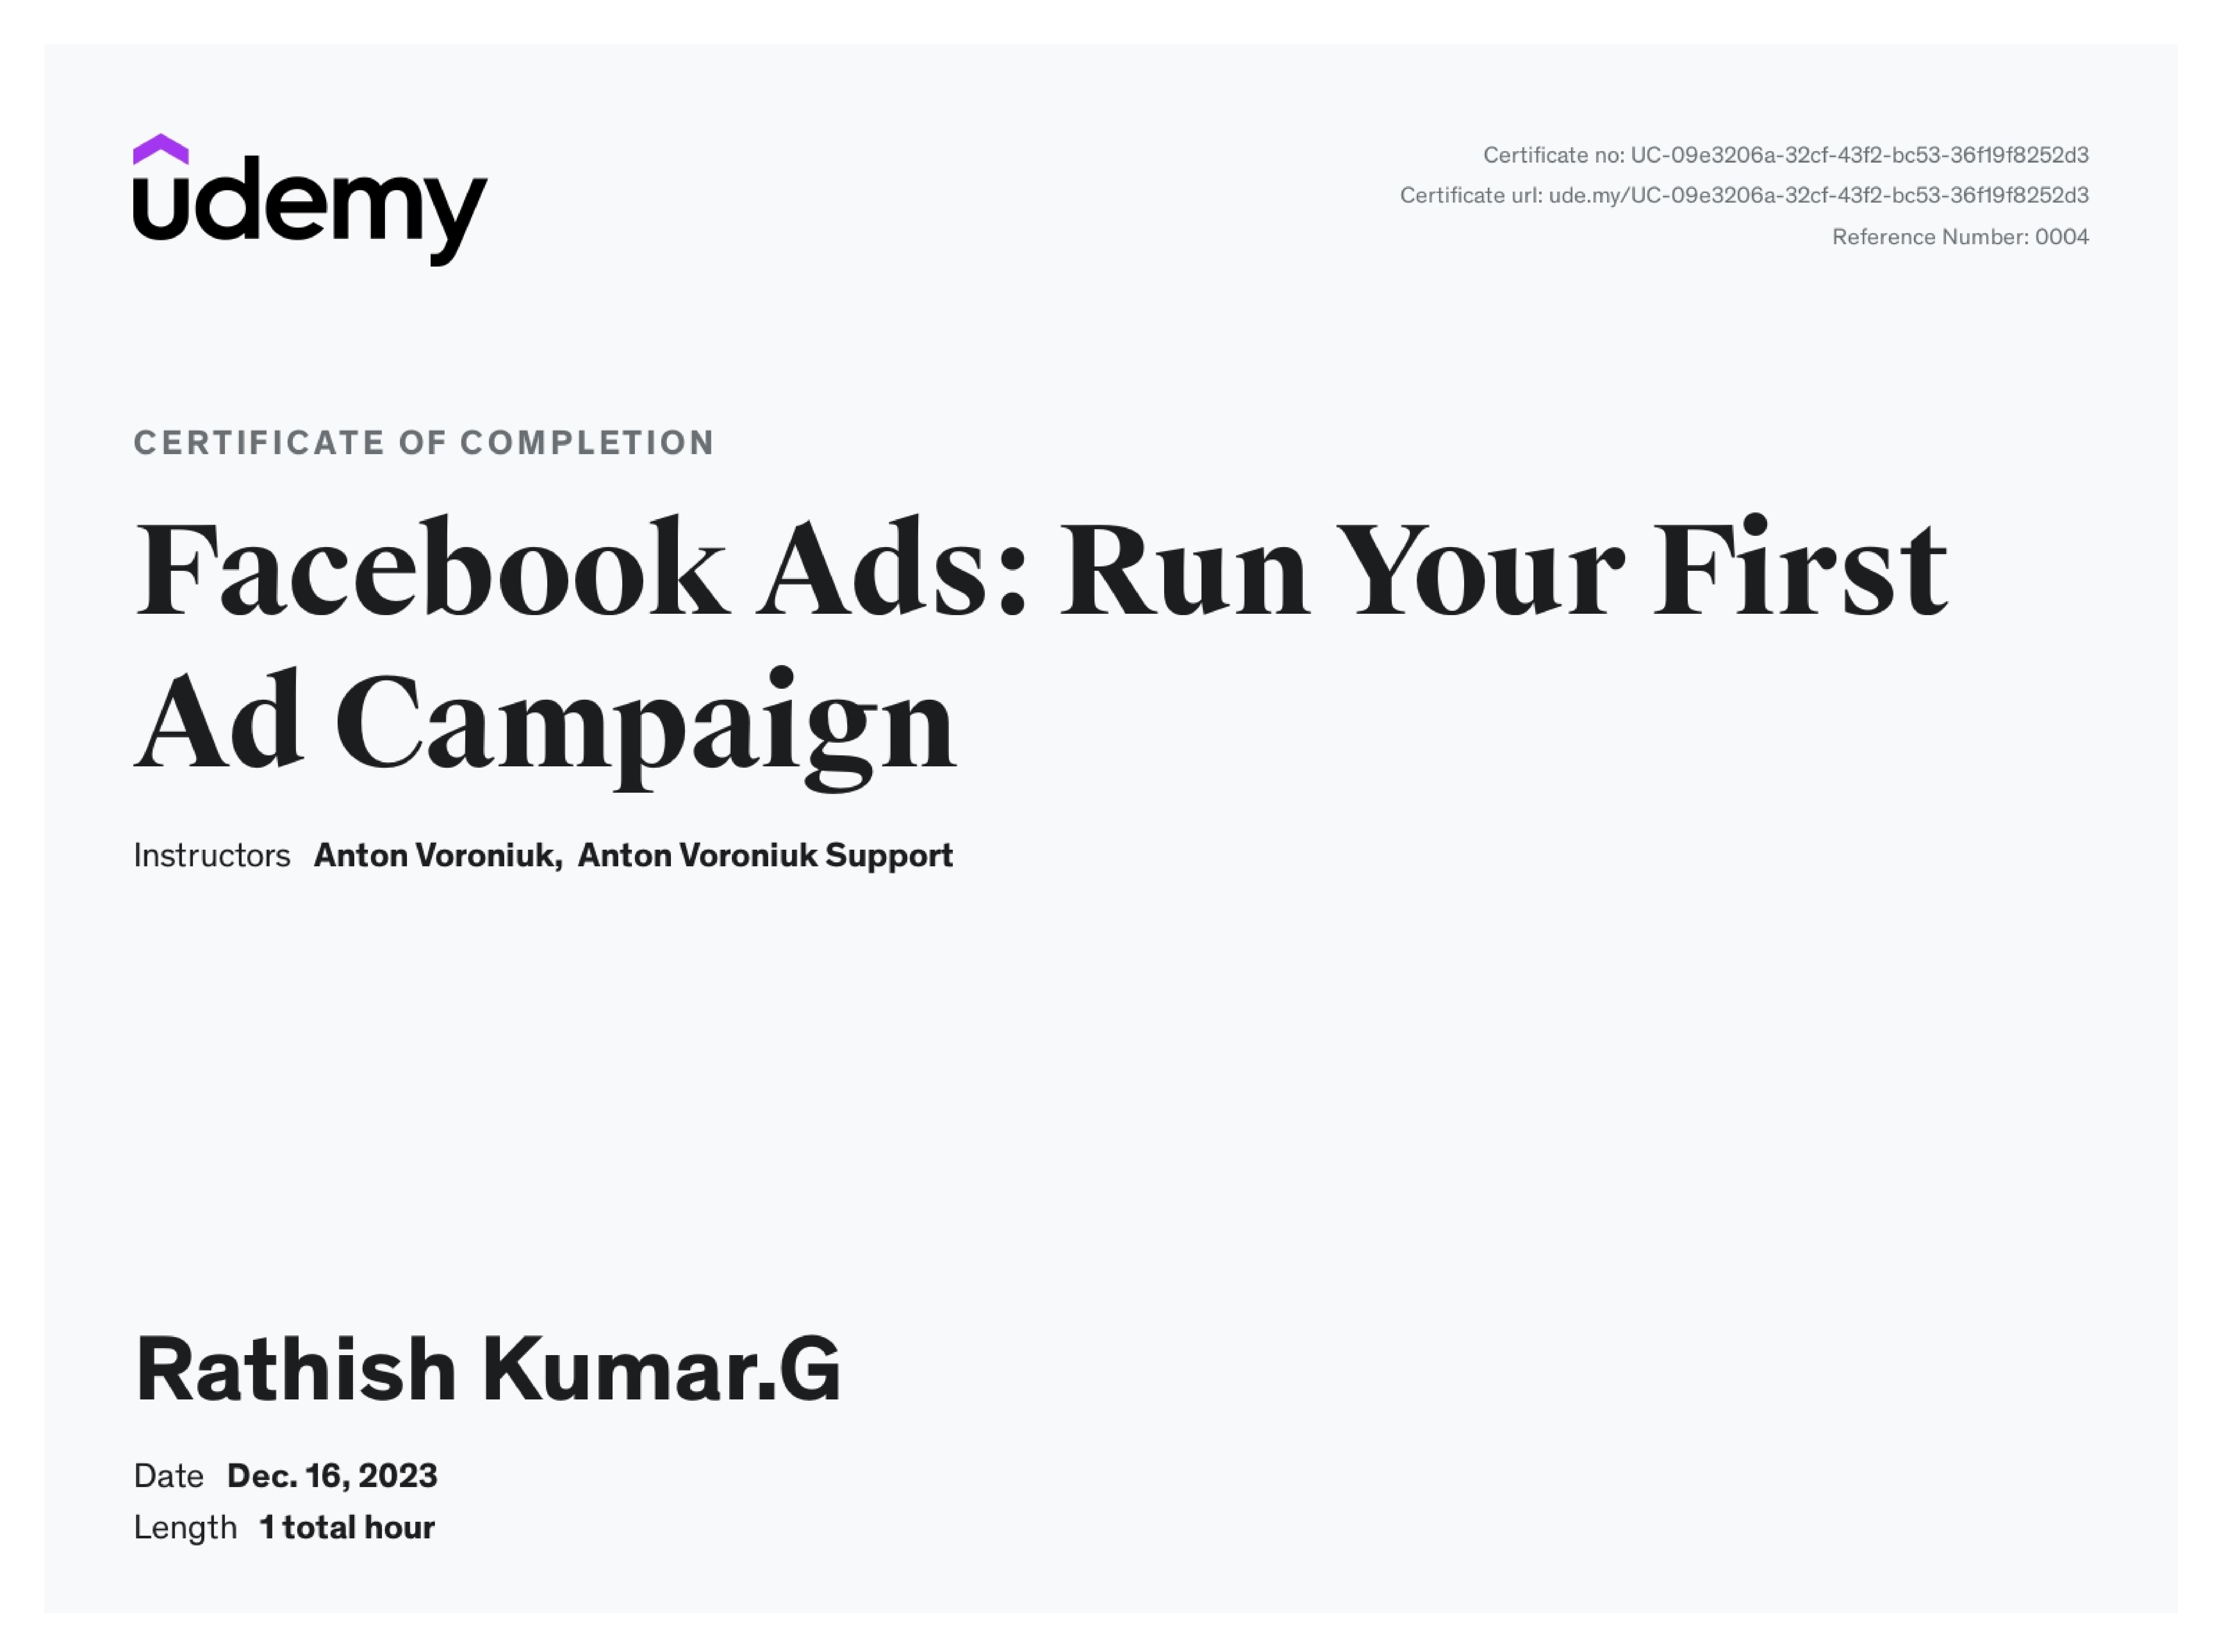 udemy
Certificate no: UC-09e3206a-32cf-43f2-bc53-36f19f8252d3
Certificate url: ude.my/UC-09e3206a-32cf-43f2-bc53-36f19f8252d3
Reference Number: 0004
CERTIFICATE OF COMPLETION
Facebook Ads: Run Your First
Ad Campaign
Instructors Anton Voroniuk, Anton Voroniuk Support
Rathish Kumar.G
Date Dec. 16, 2023
Length 1 total hour